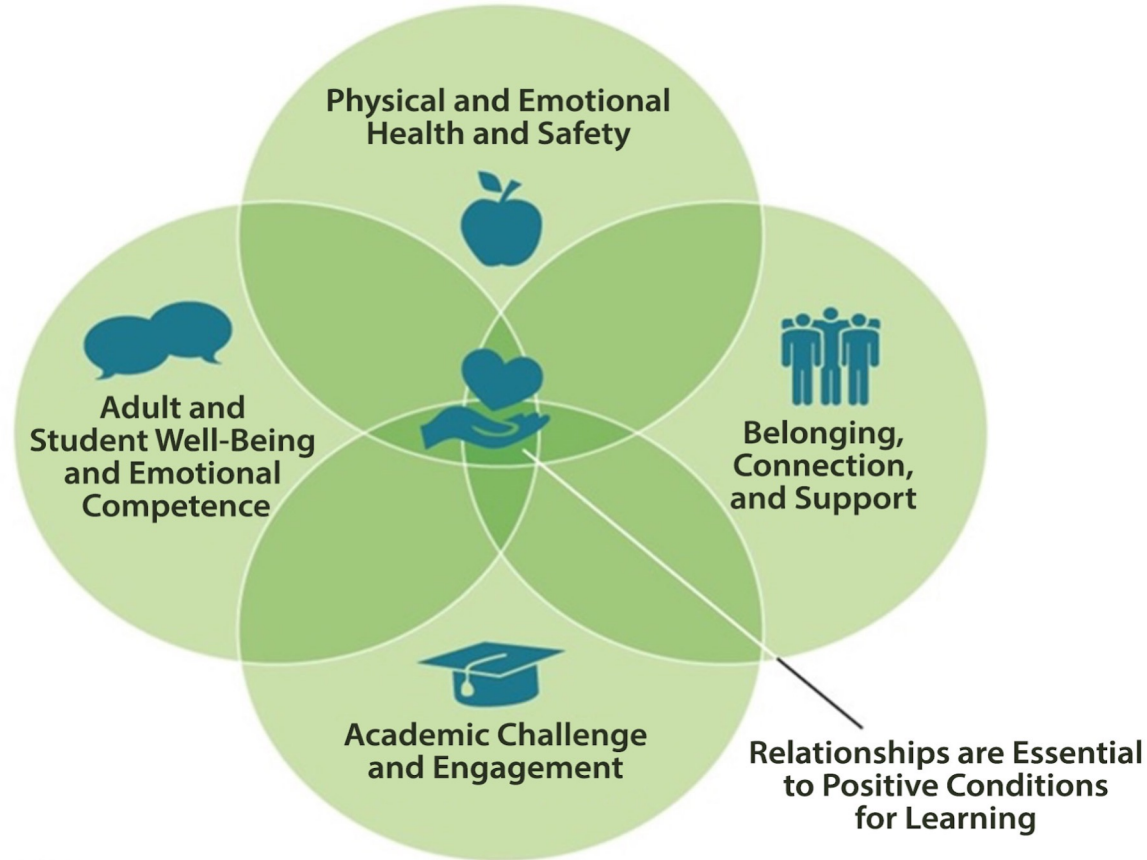 Physical and Emotional
Health and Safety
Adult and
Student Well-Being
and Emotional
Competence
Belonging,
Connection,
and Support
Academic Challenge
and Engagement
Relationships are Essential
to Positive Conditions
for Learning